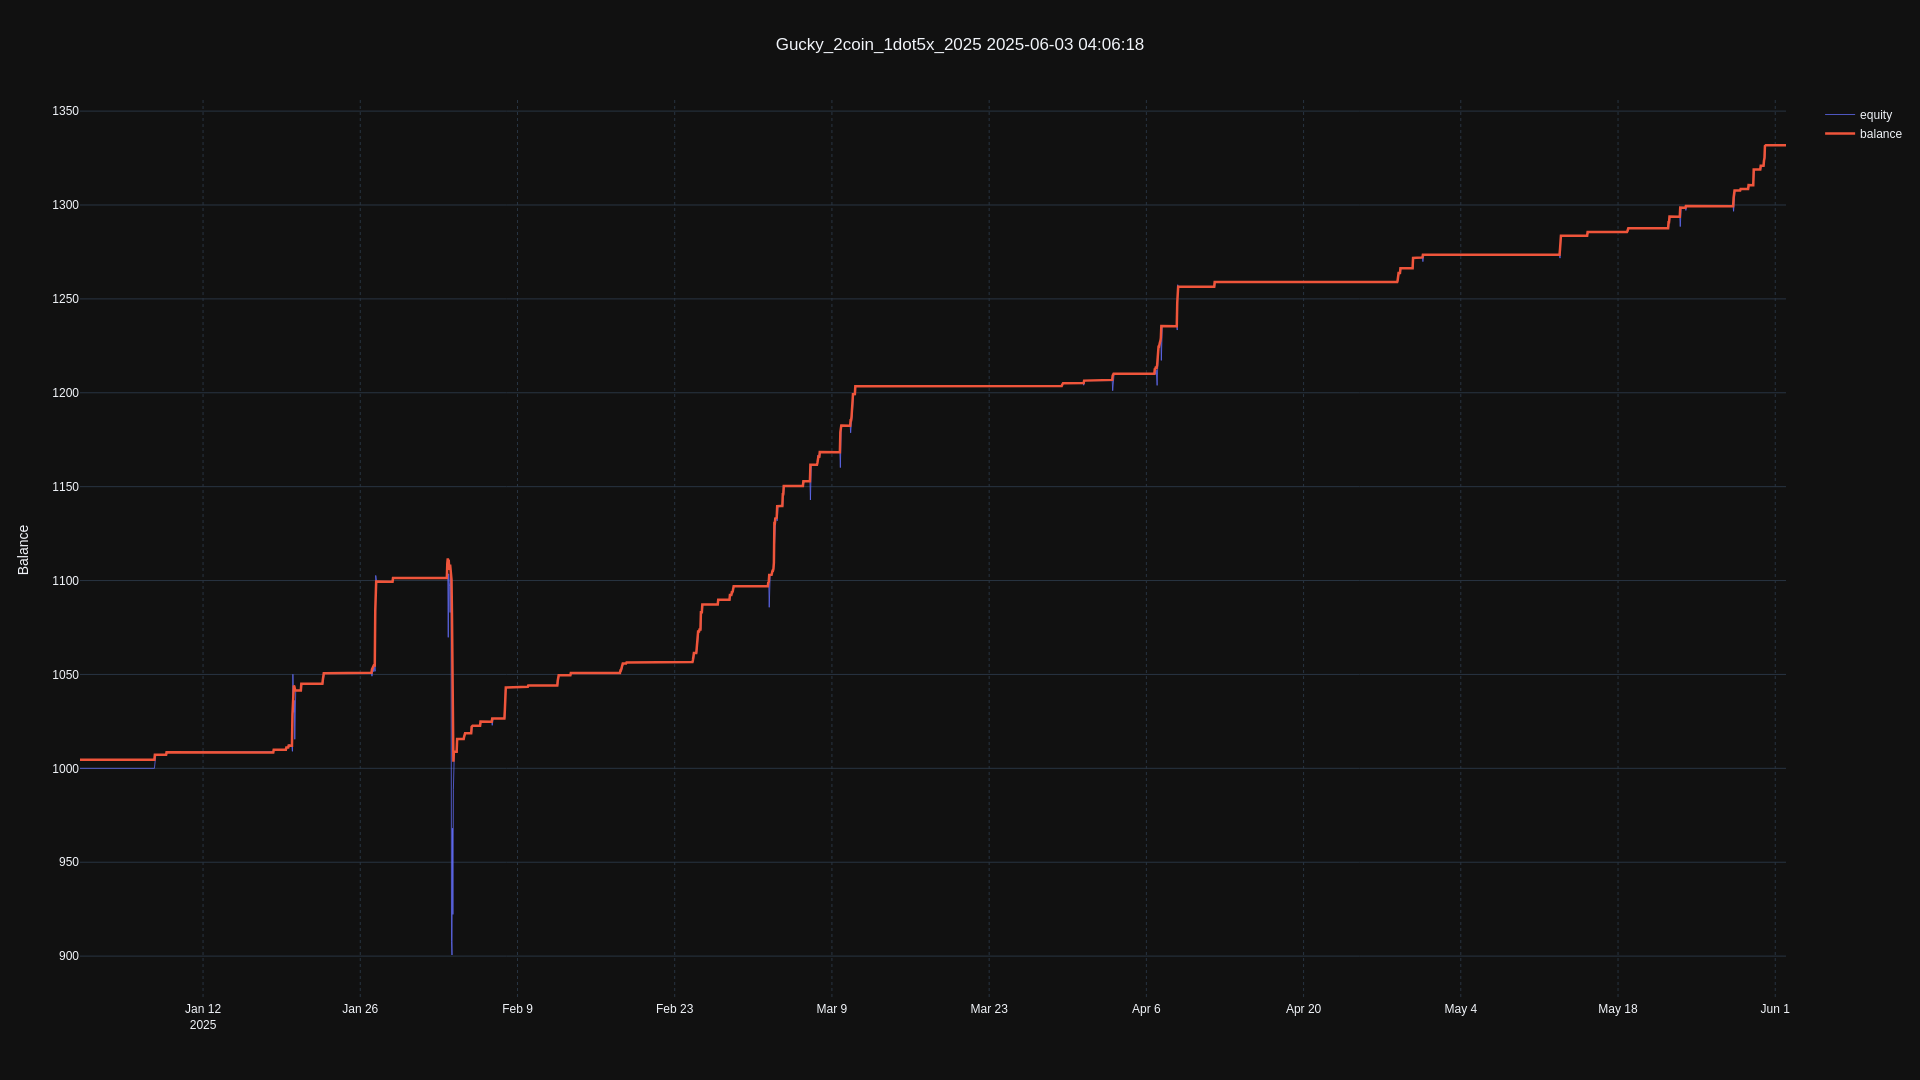 Gucky_2coin_1dot5x_2025 2025-06-03 04:06:18
equity
balance
1350
1300
1250
1200
1150
1100
1050
1000
950
900
Balance
Jan 12
2025
Jan 26
Feb 9
Feb 23
Mar 9
Mar 23
Apr 6
Apr 20
May 4
May 18
Jun 1